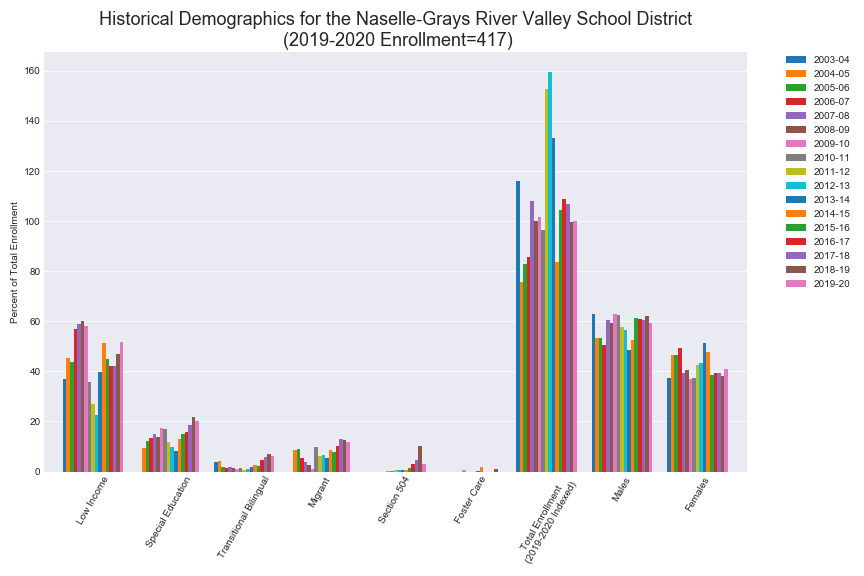 Historical Demographics for the Naselle-Grays River Valley School District
(2019-2020 Enrollment=417)
Percent of Total Enrollment
160
140
120
100
80
60
40
20
0
Low Income
Special Education
Transitional Bilingual
Migrant
Section 504
Foster Care
Total Enrollment
(2019-2020 Indexed)
Males
Females
2003-04
2004-05
2005-06
2006-07
2007-08
2008-09
2009-10
2010-11
2011-12
2012-13
2013-14
2014-15
2015-16
2016-17
2017-18
2018-19
2019-20